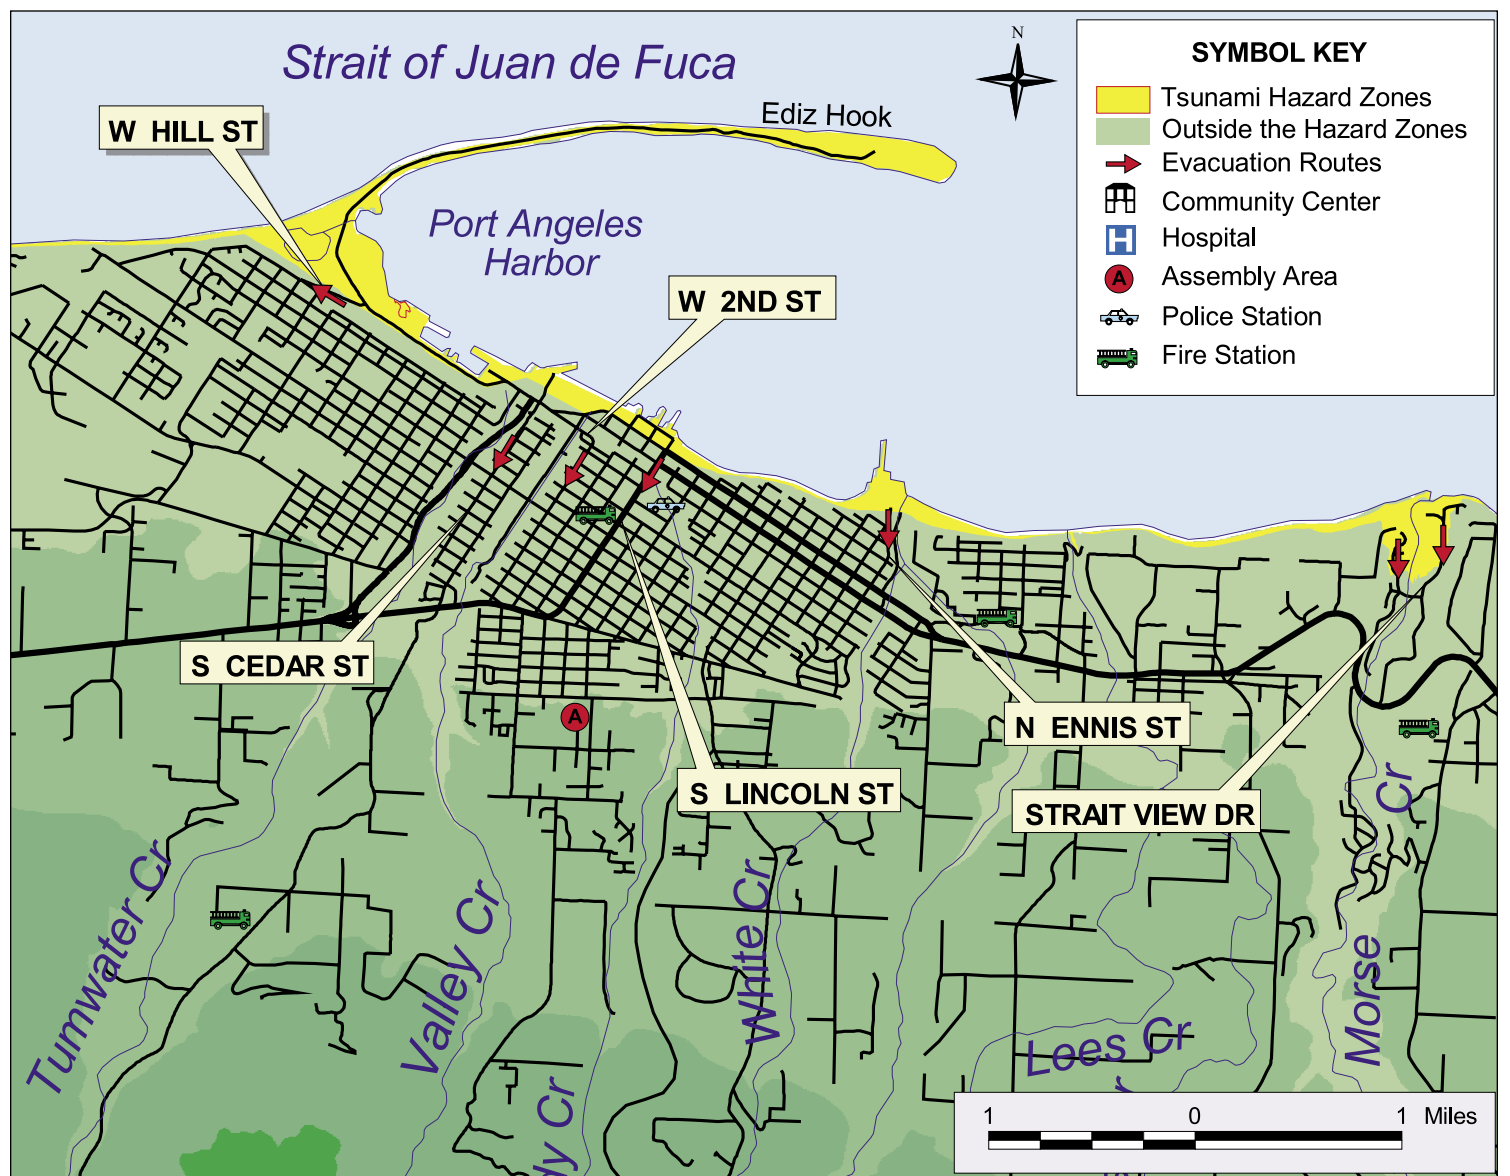 Strait of Juan de Fuca
N
SYMBOL KEY
Tsunami Hazard Zones
Outside the Hazard Zones
Evacuation Routes
Community Center
H
Hospital
A
Assembly Area
Police Station
Fire Station
Ediz Hook
W HILL ST
Port Angeles
Harbor
W 2ND ST
S CEDAR ST
A
N ENNIS ST
S LINCOLN ST
STRAIT VIEW DR
Tumwater Cr
Valley Cr
White Cr
Lees Cr
Morse Cr
dy Cr
1 0 1 Miles